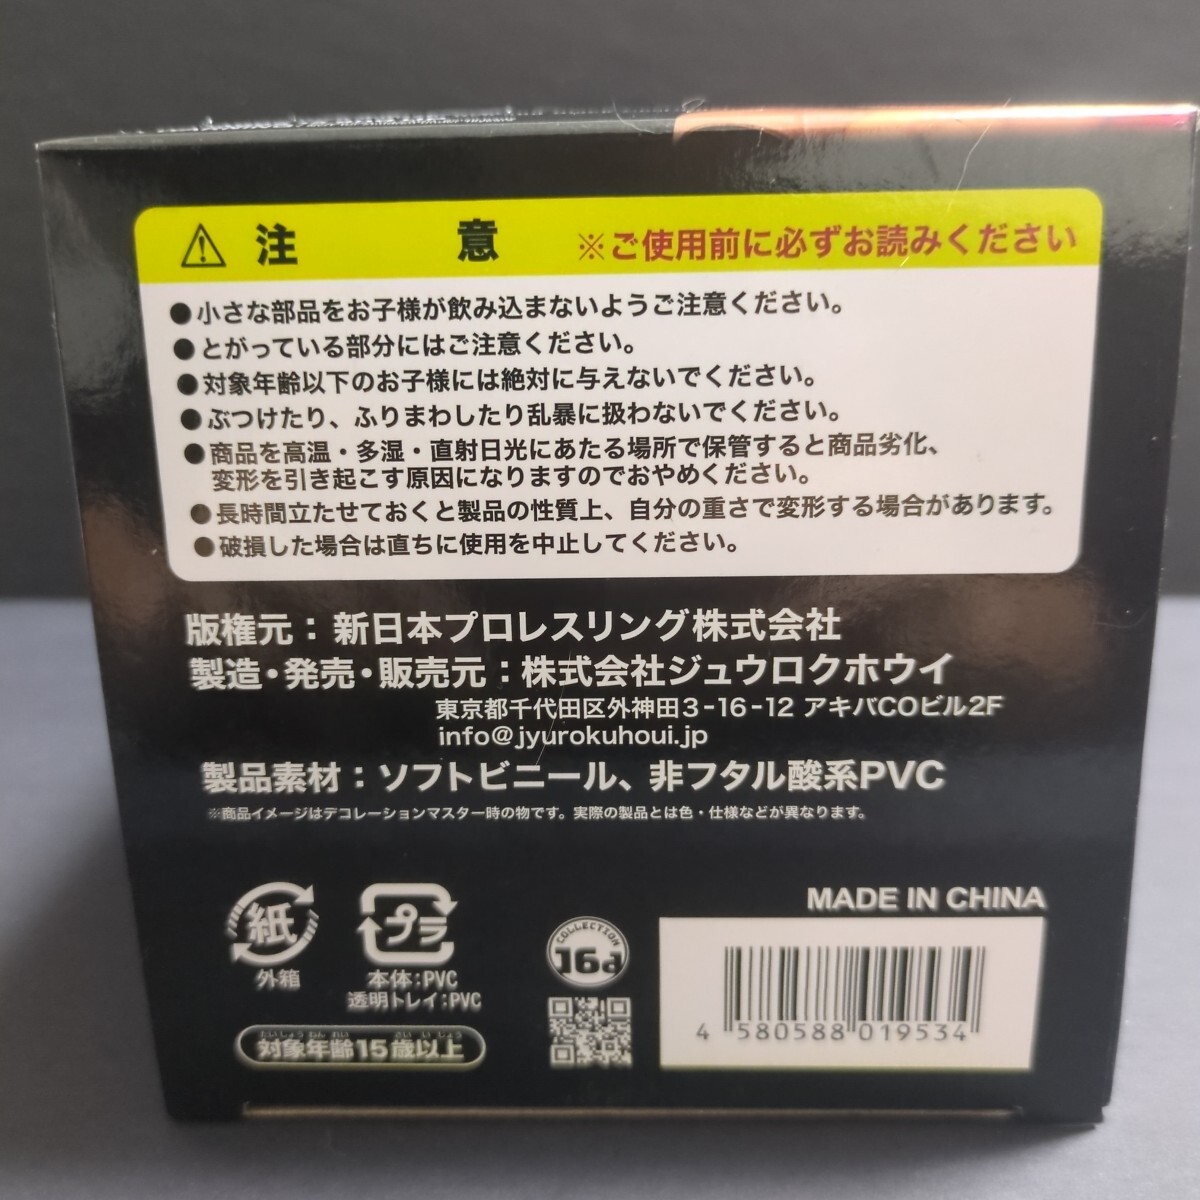 注意 ※ご使用前に必ずお読みください
●小さな部品をお子様が飲み込まないようご注意ください。
●とがっている部分にはご注意ください。
●対象年齢以下のお子様には絶対に与えないでください。
●ぶつけたり、ふりまわしたり乱暴に扱わないでください。
●商品を高温・多湿・直射日光にあたる場所で保管すると商品劣化、
変形を引き起こす原因になりますのでおやめください。
●長時間立たせておくと製品の性質上、自分の重さで変形する場合があります。
●破損した場合は直ちに使用を中止してください。
版権元：新日本プロレスリング株式会社
製造・発売・販売元：株式会社ジュウロクホウイ
東京都千代田区外神田3-16-12 アキバCOビル2F
info@jyurokuhoui.jp
製品素材：ソフトビニール、非フタル酸系PVC
※商品イメージはデコレーションマスター時の物です。実際の製品とは色・仕様などが異なります。
紙
外箱
プラ
本体:PVC
透明トレイ:PVC
たいしょうねんれい さいいじょう
対象年齢15歳以上
COLLECTION
16d
MADE IN CHINA
4 580588 019534